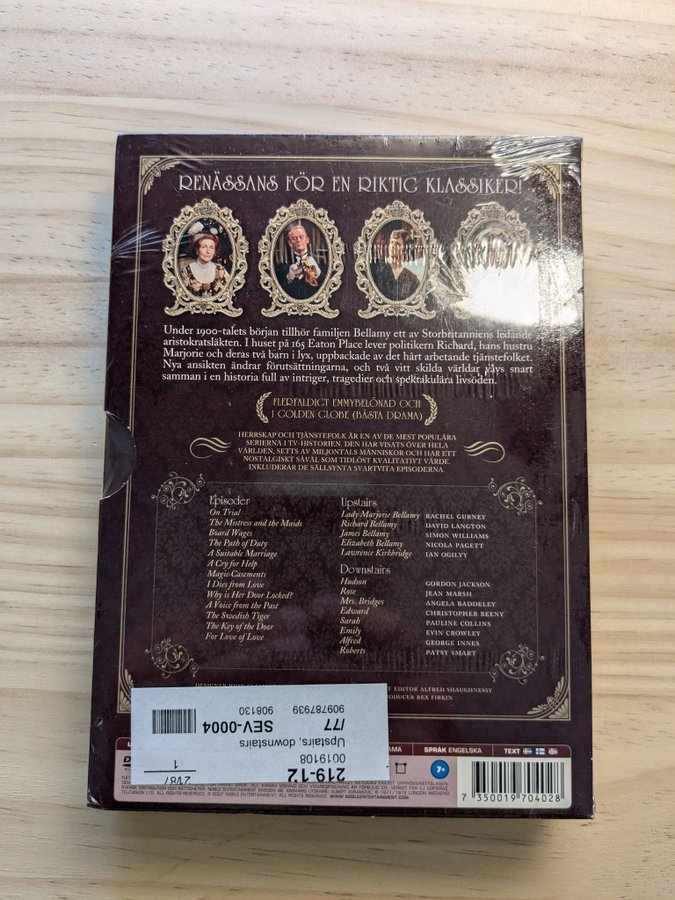 RENÄSSANS FÖR EN RIKTIG KLASSIKER!
Under 1900-talets början tillhör familjen Bellamy ett av Storbritanniens ledande
aristokratsläkten. I huset på 165 Eaton Place lever politikern Richard, hans hustru
Marjorie och deras två barn i lyx, uppbackade av det hårt arbetande tjänstefolket.
Nya ansikten ändrar förutsättningarna, och två vitt skilda världar vävs snart
samman i en historia full av intriger, tragedier och spektakulära livsöden.
FLERFALDIGT EMMYBELÖNAD OCH
1 GOLDEN GLOBE (BÄSTA DRAMA)
HERRSKAP OCH TJÄNSTEFOLK ÄR EN AV DE MEST POPULÄRA
SERIERNA I TV-HISTORIEN. DEN HAR VISATS ÖVER HELA
VÄRLDEN, SETTS AV MILJONTALS MÄNNISKOR OCH HAR ETT
NOSTALGISKT SÅVÄL SOM TIDLÖST KVALITATIVT VÄRDE.
INKLUDERAR DE SÄLLSYNTA SVARTVITA EPISODERNA.
Episoder
On Trial
The Mistress and the Maids
Board Wages
The Path of Duty
A Suitable Marriage
A Cry for Help
Magic Casements
I Dies from Love
Why is Her Door Locked?
A Voice from the Past
The Swedish Tiger
The Key of the Door
For Love of Love
Upstairs
Lady Marjorie Bellamy RACHEL GURNEY
Richard Bellamy DAVID LANGTON
James Bellamy SIMON WILLIAMS
Elizabeth Bellamy NICOLA PAGETT
Lawrence Kirkbridge IAN OGILVY
Downstairs
Hudson GORDON JACKSON
Rose JEAN MARSH
Mrs. Bridges ANGELA BADDELEY
Edward CHRISTOPHER BEENY
Sarah PAULINE COLLINS
Emily EVIN CROWLEY
Alfred GEORGE INNES
Roberts PATSY SMART
EDITOR ALFRED SHAUGHNESSY
REX FIRKIN
219-12
0019108
Upstairs, downstairs
1
177
SEV-0004
909787939
908130
SPRÅK ENGELSKA
TEXT
7+
7 350019 704028
WWW.NOBLEENTERTAINMENT.COM